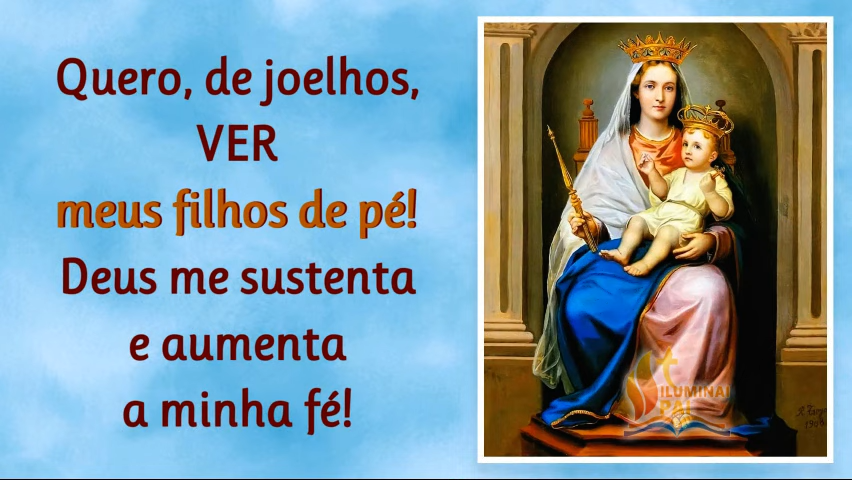 Quero, de joelhos,
VER
meus filhos de pé!
Deus me sustenta
e aumenta
a minha fé!
ILUMINAI